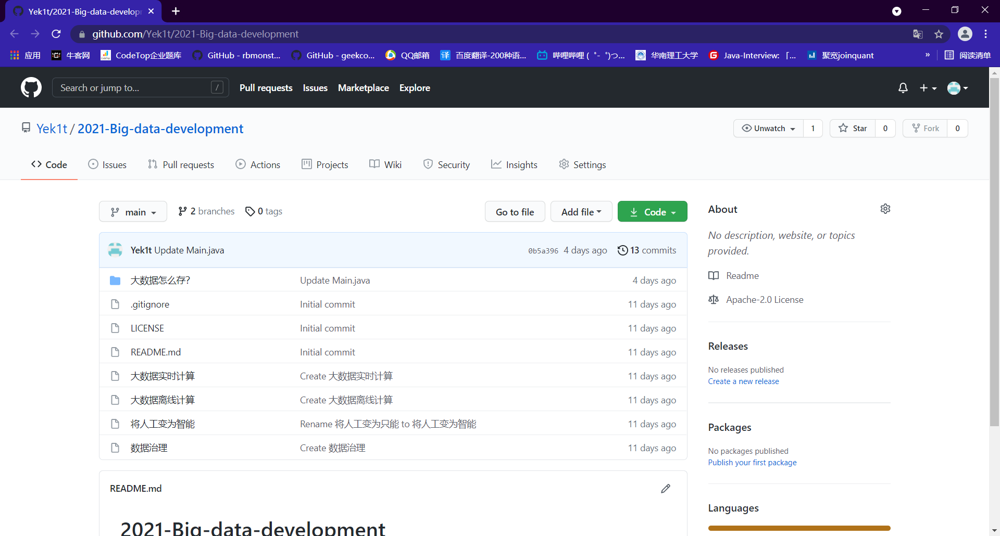 Yek1t/2021-Big-data-develop
github.com/Yek1t/2021-Big-data-development
应用 牛客网 CodeTop企业题库 GitHub - rbmonst... GitHub - geekco... QQ邮箱 百度翻译-200种语... 哔哩哔哩 ( ゜- ゜)つ... 华南理工大学 Java-Interview: 「... 聚宽joinquant » 阅读清单
Search or jump to... / Pull requests Issues Marketplace Explore
Yek1t / 2021-Big-data-development Unwatch 1 Star 0 Fork 0
Code Issues Pull requests Actions Projects Wiki Security Insights Settings
main 2 branches 0 tags Go to file Add file Code
Yek1t Update Main.java 0b5a396 4 days ago 13 commits
大数据怎么存? Update Main.java 4 days ago
.gitignore Initial commit 11 days ago
LICENSE Initial commit 11 days ago
README.md Initial commit 11 days ago
大数据实时计算 Create 大数据实时计算 11 days ago
大数据离线计算 Create 大数据离线计算 11 days ago
将人工变为智能 Rename 将人工变为只能 to 将人工变为智能 11 days ago
数据治理 Create 数据治理 11 days ago
README.md
2021-Big-data-development
About
No description, website, or topics
provided.
Readme
Apache-2.0 License
Releases
No releases published
Create a new release
Packages
No packages published
Publish your first package
Languages